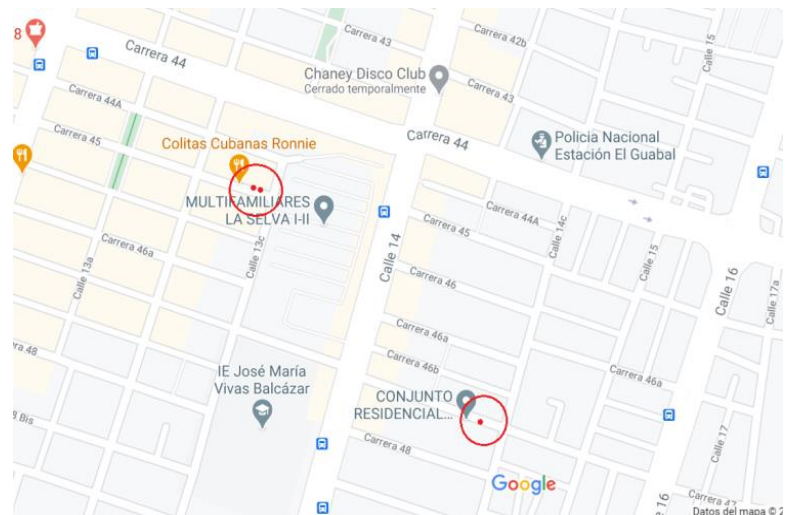 8
Carrera 43
Carrera 42b
Calle 15
Carrera 44
Chaney Disco Club
Cerrado temporalmente
Carrera 43
Carrera 44A
Carrera 45
Colitas Cubanas Ronnie
Carrera 44
Policia Nacional
Estación El Guabal
MULTIFAMILIARES
LA SELVA I-II
Carrera 44A
Carrera 45
Calle 14c
Calle 15
Carrera 46a
Calle 13c
Calle 13a
Calle 14
Carrera 46
Calle 16
Calle 17a
Carrera 46a
ra 48
IE José María
Vivas Balcázar
Carrera 46b
Carrera 46a
CONJUNTO
RESIDENCIAL...
8 Bis
Carrera 48
Calle 17
Google
Carrera 47
16
Datos del mapa © 2